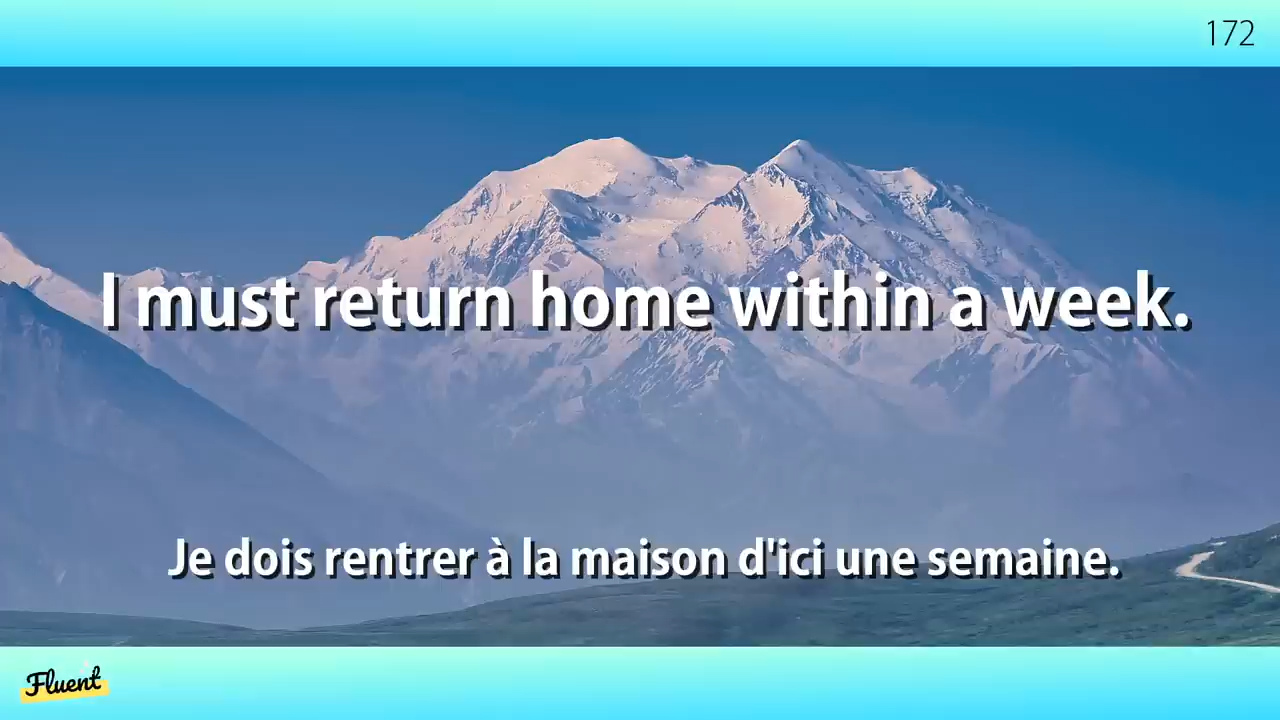 172
I must return home within a week.
Je dois rentrer à la maison d'ici une semaine.
Fluent